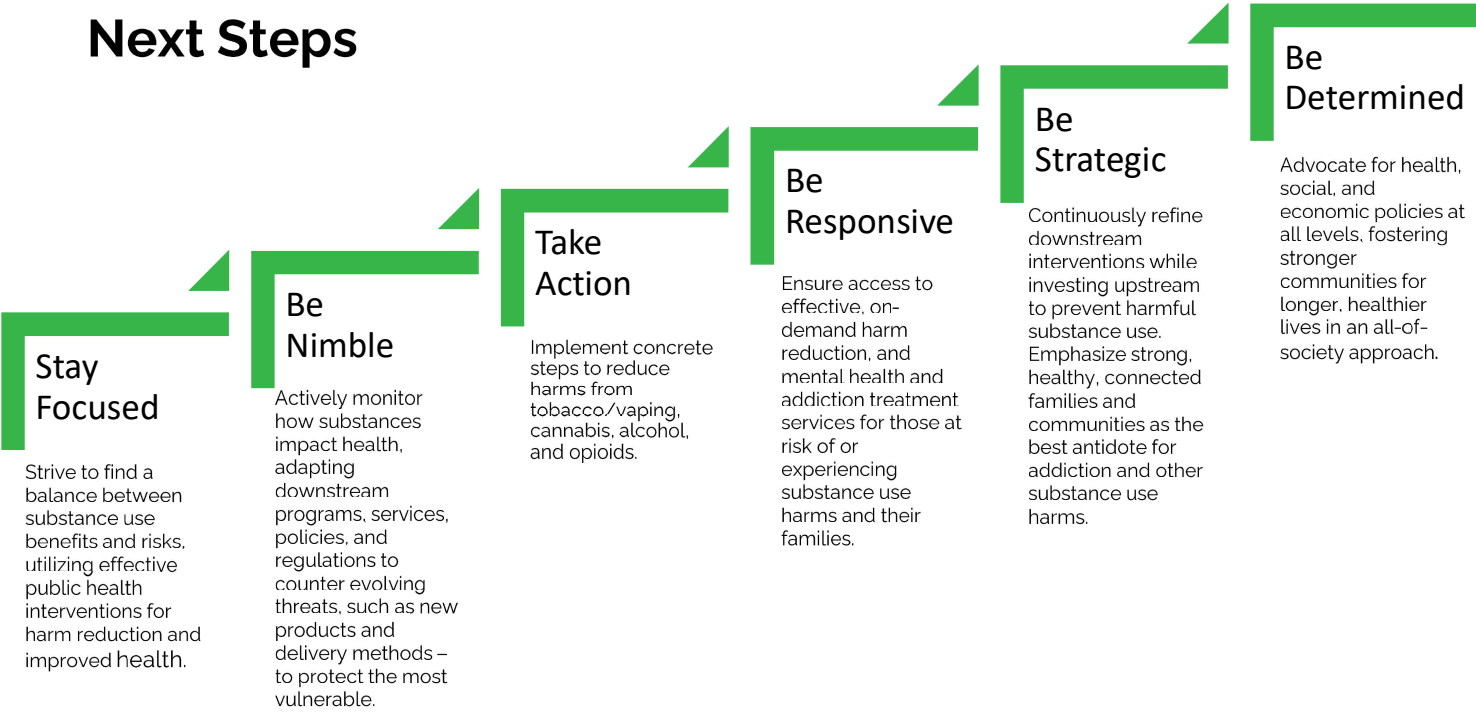 Next Steps
Stay
Focused
Strive to find a
balance between
substance use
benefits and risks,
utilizing effective
public health
interventions for
harm reduction and
improved health.
Be
Nimble
Actively monitor
how substances
impact health,
adapting
downstream
programs, services,
policies, and
regulations to
counter evolving
threats, such as new
products and
delivery methods –
to protect the most
vulnerable.
Take
Action
Implement concrete
steps to reduce
harms from
tobacco/vaping,
cannabis, alcohol,
and opioids.
Be
Responsive
Ensure access to
effective, on-
demand harm
reduction, and
mental health and
addiction treatment
services for those at
risk of or
experiencing
substance use
harms and their
families.
Be
Strategic
Continuously refine
downstream
interventions while
investing upstream
to prevent harmful
substance use.
Emphasize strong,
healthy, connected
families and
communities as the
best antidote for
addiction and other
substance use
harms.
Be
Determined
Advocate for health,
social, and
economic policies at
all levels, fostering
stronger
communities for
longer, healthier
lives in an all-of-
society approach.